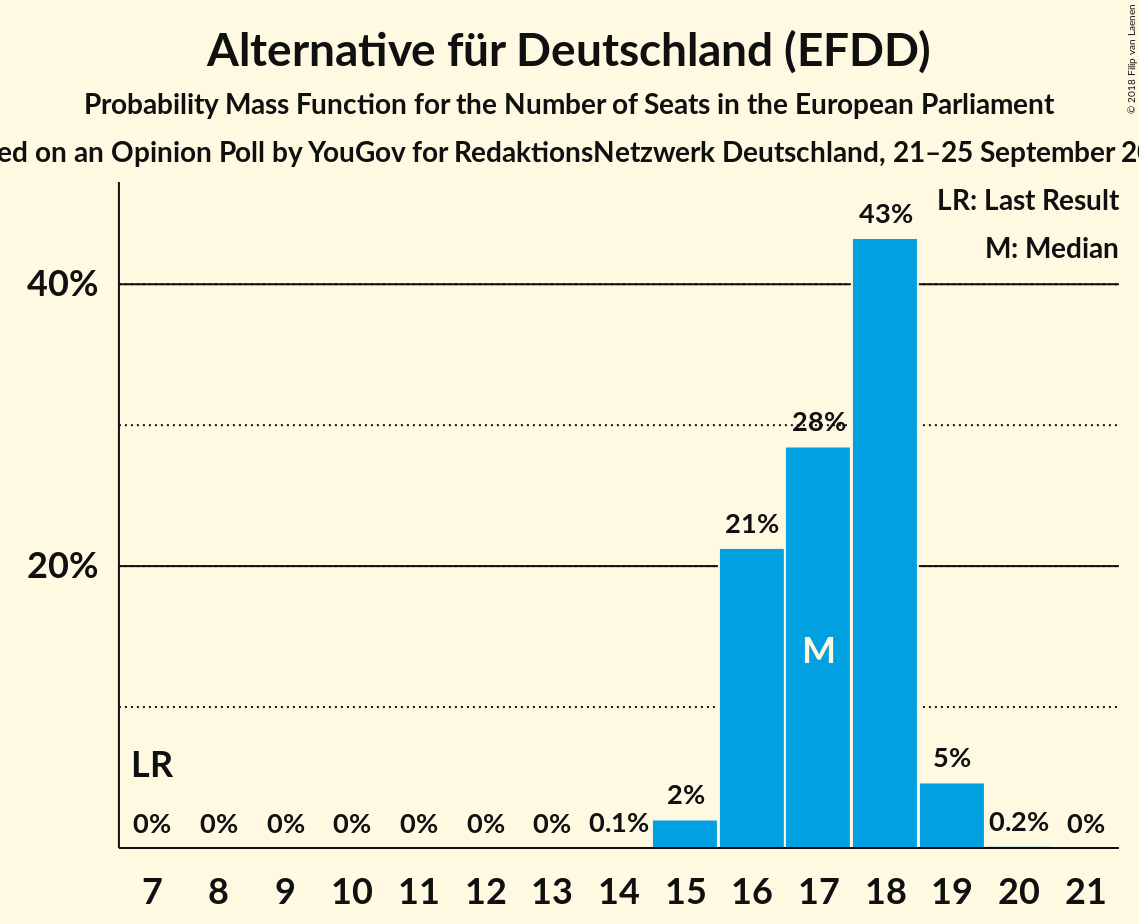 Alternative für Deutschland (EFDD)
Probability Mass Function for the Number of Seats in the European Parliament
ed on an Opinion Poll by YouGov for RedaktionsNetzwerk Deutschland, 21–25 September 20
© 2018 Filip van Laenen
LR: Last Result
M: Median
43%
40%
28%
21%
20%
M
LR
5%
2%
0% 0% 0% 0% 0% 0% 0% 0.1% 0.2% 0%
7 8 9 10 11 12 13 14 15 16 17 18 19 20 21